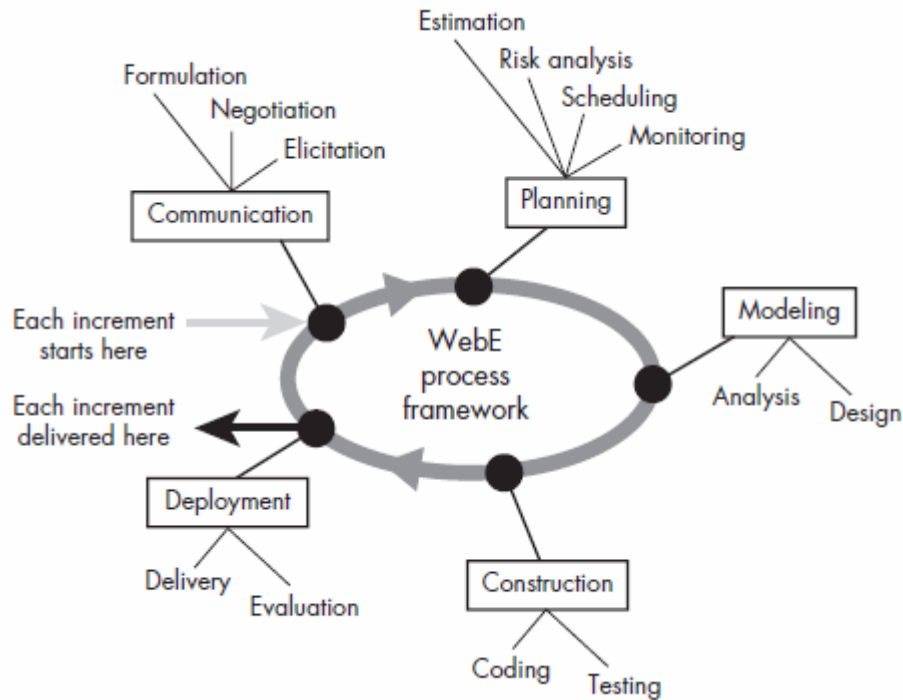 Estimation
Risk analysis
Scheduling
Monitoring
Formulation
Negotiation
Elicitation
Communication
Planning
Each increment
starts here
WebE
process
framework
Modeling
Analysis
Design
Each increment
delivered here
Deployment
Delivery
Evaluation
Construction
Coding
Testing